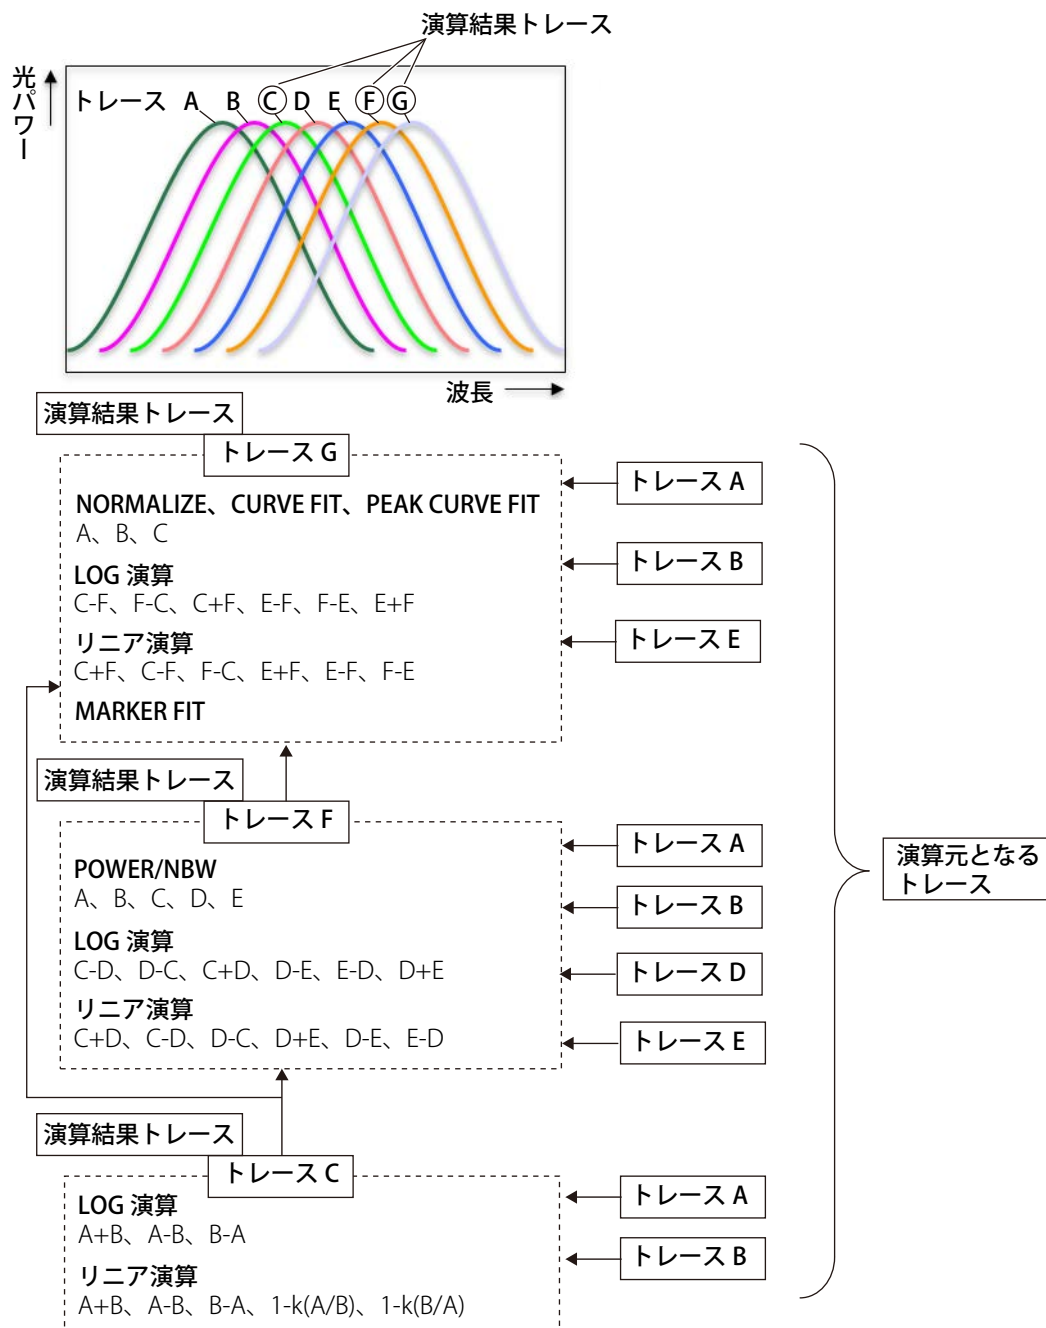 演算結果トレース
光パワー
トレース A B C D E F G
波長
演算結果トレース
トレース G
NORMALIZE、CURVE FIT、PEAK CURVE FIT
A、B、C
LOG 演算
C-F、F-C、C+F、E-F、F-E、E+F
リニア演算
C+F、C-F、F-C、E+F、E-F、F-E
MARKER FIT
トレース A
トレース B
トレース E
演算結果トレース
トレース F
POWER/NBW
A、B、C、D、E
LOG 演算
C-D、D-C、C+D、D-E、E-D、D+E
リニア演算
C+D、C-D、D-C、D+E、D-E、E-D
トレース A
トレース B
トレース D
トレース E
演算元となる
トレース
演算結果トレース
トレース C
LOG 演算
A+B、A-B、B-A
リニア演算
A+B、A-B、B-A、1-k(A/B)、1-k(B/A)
トレース A
トレース B